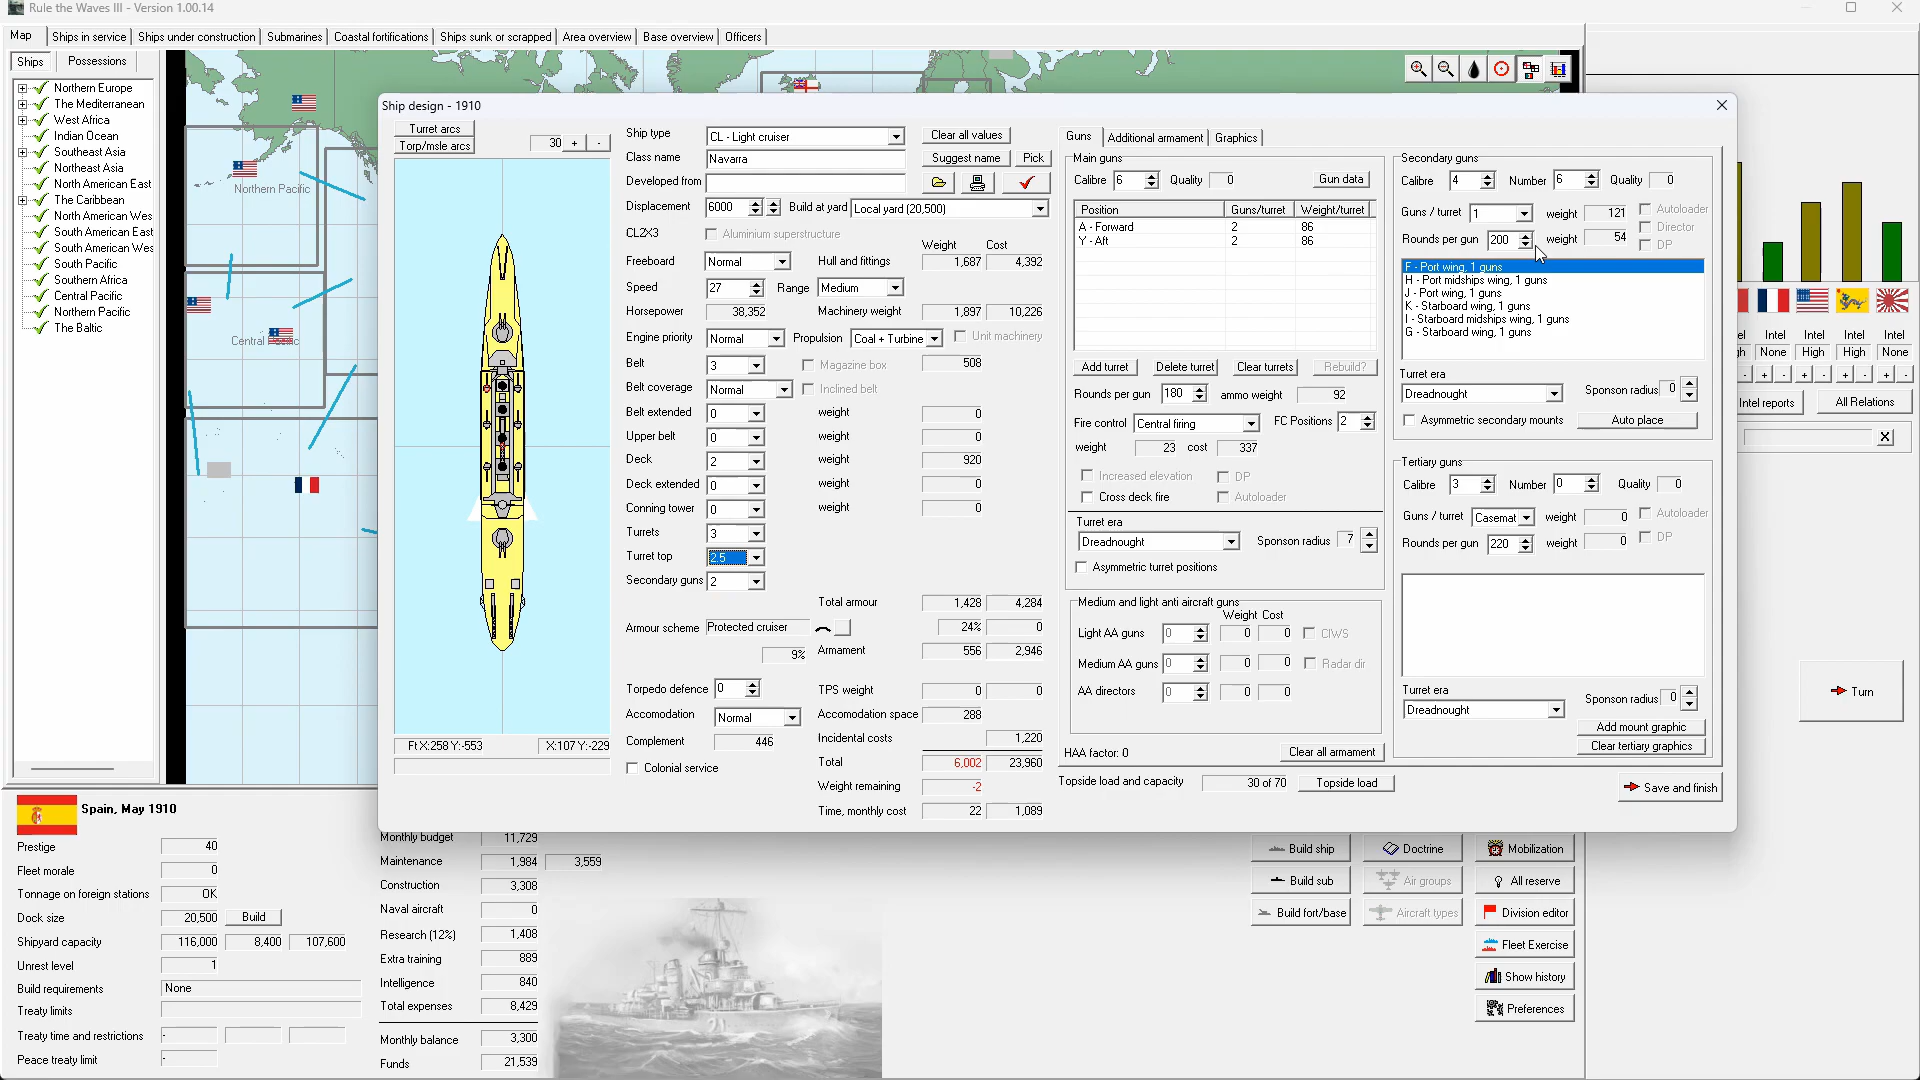 Rule the Waves III - Version 1.00.14
Map Ships in service Ships under construction Submarines Coastal fortifications Ships sunk or scrapped Area overview Base overview Officers
Ships Possessions
Northern Europe
The Mediterranean
West Africa
Indian Ocean
Southeast Asia
Northeast Asia
North American East
The Caribbean
North American Wes
South American East
South American Wes
South Pacific
Southern Africa
Central Pacific
Northern Pacific
The Baltic
Northern Pacific
Central Pacific
Ship design - 1910
Turret arcs
Torp/msle arcs
30 + -
Ft X:258 Y:-553 X:107 Y:-229
Ship type CL - Light cruiser Clear all values
Class name Navarra Suggest name Pick
Developed from
Displacement 6000 Build at yard Local yard (20,500)
CL2X3 Aluminium superstructure
Weight Cost
Freeboard Normal Hull and fittings 1,687 4,392
Speed 27 Range Medium
Horsepower 38,352 Machinery weight 1,897 10,226
Engine priority Normal Propulsion Coal + Turbine Unit machinery
Belt 3 Magazine box 508
Belt coverage Normal Inclined belt
Belt extended 0 weight 0
Upper belt 0 weight 0
Deck 2 weight 920
Deck extended 0 weight 0
Conning tower 0 weight 0
Turrets 3
Turret top 2.5
Secondary guns 2
Total armour 1,428 4,284
Armour scheme Protected cruiser 24% 0
9% Armament 556 2,946
Torpedo defence 0 TPS weight 0 0
Accomodation Normal Accomodation space 288
Complement 446 Incidental costs 1,220
Colonial service Total 6,002 23,960
Weight remaining -2
Time, monthly cost 22 1,089
Guns Additional armament Graphics
Main guns
Calibre 6 Quality 0 Gun data
Position Guns/turret Weight/turret
A - Forward 2 86
Y - Aft 2 86
Add turret Delete turret Clear turrets Rebuild?
Rounds per gun 180 ammo weight 92
Fire control Central firing FC Positions 2
weight 23 cost 337
Increased elevation DP
Cross deck fire Autoloader
Turret era
Dreadnought Sponson radius 7
Asymmetric turret positions
Medium and light anti aircraft guns
Weight Cost
Light AA guns 0 0 0 CIWS
Medium AA guns 0 0 0 Radar dir
AA directors 0 0 0
HAA factor: 0 Clear all armament
Topside load and capacity 30 of 70 Topside load Save and finish
Secondary guns
Calibre 4 Number 6 Quality 0
Guns / turret 1 weight 121 Autoloader
Director
Rounds per gun 200 weight 54 DP
F - Port wing, 1 guns
H - Port midships wing, 1 guns
J - Port wing, 1 guns
K - Starboard wing, 1 guns
I - Starboard midships wing, 1 guns
G - Starboard wing, 1 guns
Turret era
Dreadnought Sponson radius 0
Asymmetric secondary mounts Auto place
Tertiary guns
Calibre 3 Number 0 Quality 0
Guns / turret Casemat weight 0 Autoloader
Rounds per gun 220 weight 0 DP
Turret era
Dreadnought Sponson radius 0
Add mount graphic
Clear tertiary graphics
Intel Intel Intel Intel
None High High None
- + - + - + - + -
Intel reports All Relations
X
Turn
Spain, May 1910
Prestige 40
Fleet morale 0
Tonnage on foreign stations OK
Dock size 20,500 Build
Shipyard capacity 116,000 8,400 107,600
Unrest level 1
Build requirements None
Treaty limits
Treaty time and restrictions -
Peace treaty limit -
Monthly budget 11,729
Maintenance 1,984 3,559
Construction 3,308
Naval aircraft 0
Research (12%) 1,408
Extra training 889
Intelligence 840
Total expenses 8,429
Monthly balance 3,300
Funds 21,539
Build ship Doctrine Mobilization
Build sub Air groups All reserve
Build fort/base Aircraft types Division editor
Fleet Exercise
Show history
Preferences